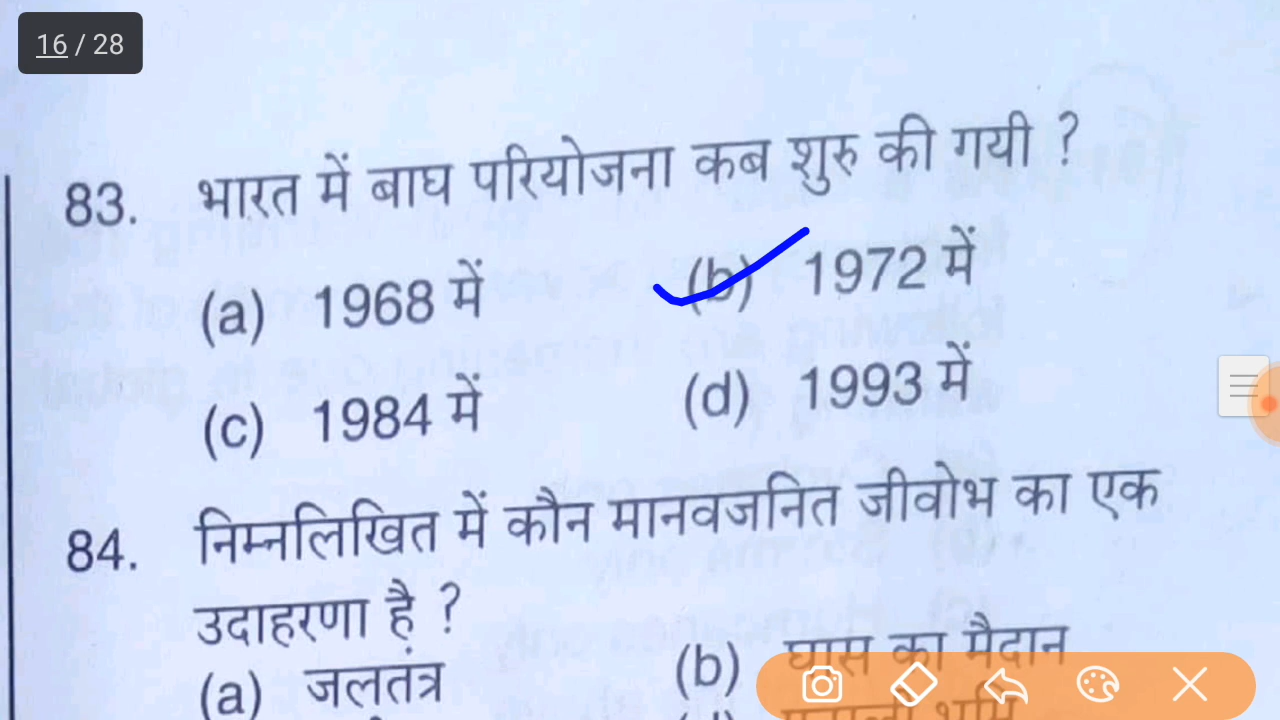 16 / 28
83. भारत में बाघ परियोजना कब शुरु की गयी ?
(a) 1968 में (b) 1972 में
(c) 1984 में (d) 1993 में
84. निम्नलिखित में कौन मानवजनित जीवोभ का एक
उदाहरणा है ?
(a) जलतंत्र (b) घास का मैदान